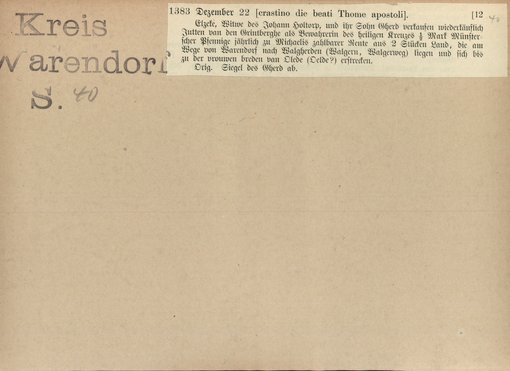 Kreis
Warendorf
S. 40
1383 Dezember 22 [crastino die beati Thome apostoli]. [12
40
Elzeke, Witwe des Johann Holtorp, und ihr Sohn Gherd verkaufen wiederkäuflich
Jutten van den Grintberghe als Bewahrerin des heiligen Kreuzes ½ Mark Münster-
scher Pfennige jährlich zu Michaelis zahlbarer Rente aus 2 Stücken Land, die am
Wege von Warendorf nach Walgherden (Walgern, Walgerweg) liegen und sich bis
zu der vrouwen breden van Olede (Oelde?) erstrecken.
Orig. Siegel des Gherd ab.